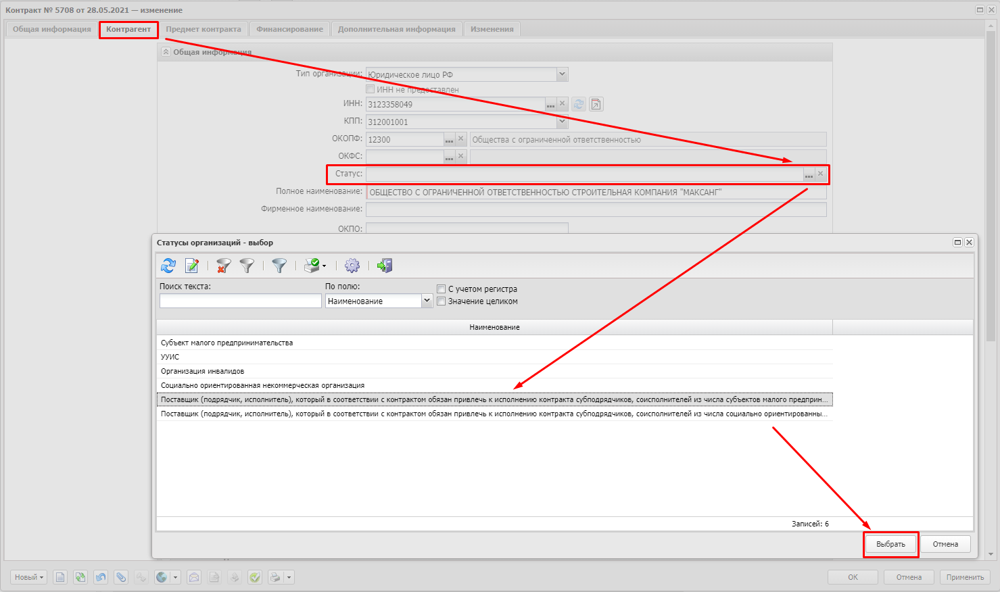 Контракт № 5708 от 28.05.2021 — изменение
Общая информация Контрагент Предмет контракта Финансирование Дополнительная информация Изменения
Общая информация
Тип организации: Юридическое лицо РФ
ИНН не предоставлен
ИНН: 3123358049
КПП: 312001001
ОКОПФ: 12300 Общества с ограниченной ответственностью
ОКФС:
Статус:
Полное наименование: ОБЩЕСТВО С ОГРАНИЧЕННОЙ ОТВЕТСТВЕННОСТЬЮ СТРОИТЕЛЬНАЯ КОМПАНИЯ "МАКСАНГ"
Фирменное наименование:
ОКПО:
Статусы организаций - выбор
Поиск текста: По полю: С учетом регистра
Наименование Значение целиком
Наименование
Субъект малого предпринимательства
УУИС
Организация инвалидов
Социально ориентированная некоммерческая организация
Поставщик (подрядчик, исполнитель), который в соответствии с контрактом обязан привлечь к исполнению контракта субподрядчиков, соисполнителей из числа субъектов малого предприн...
Поставщик (подрядчик, исполнитель), который в соответствии с контрактом обязан привлечь к исполнению контракта субподрядчиков, соисполнителей из числа социально ориентированны...
Записей: 6
Выбрать Отмена
Новый ОК Отмена Применить